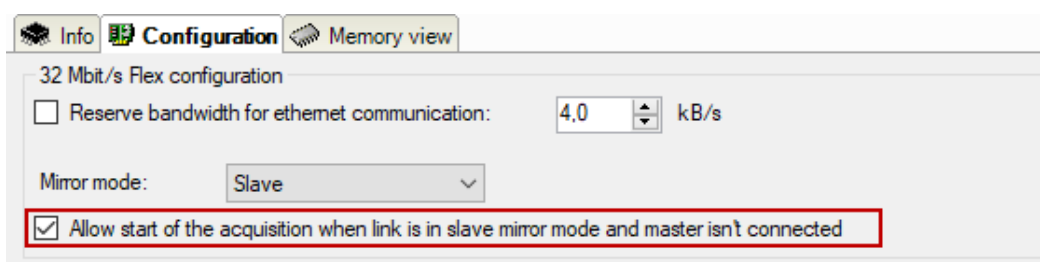 Info Configuration Memory view
32 Mbit/s Flex configuration
Reserve bandwidth for ethernet communication: 4,0 kB/s
Mirror mode: Slave
Allow start of the acquisition when link is in slave mirror mode and master isn't connected